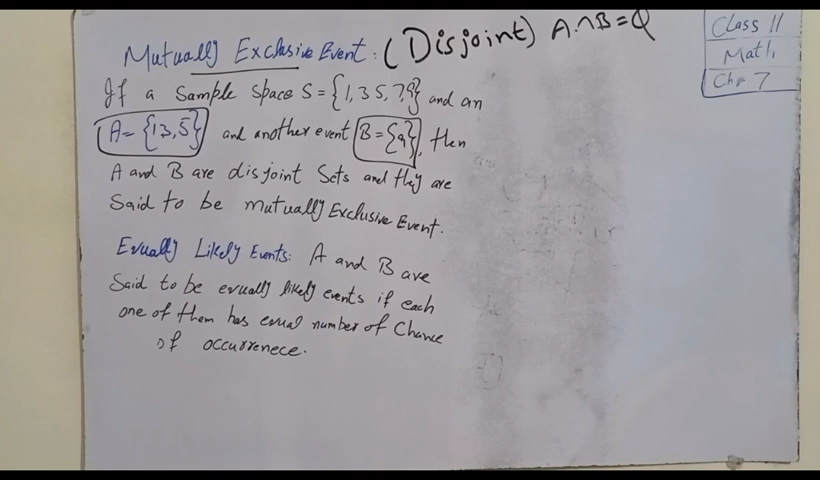 Mutually Exclusive Event: (Disjoint) A∩B=φ
If a Sample Space S={1,3 5,7,9} and an
A={1 3,5} and another event B={9}, then
A and B are disjoint Sets and they are
Said to be mutually Exclusive Event.
Equally Likely Events: A and B are
Said to be equally likely events if each
one of them has equal number of Chance
of occurrenece.
Class 11
Math
Ch# 7